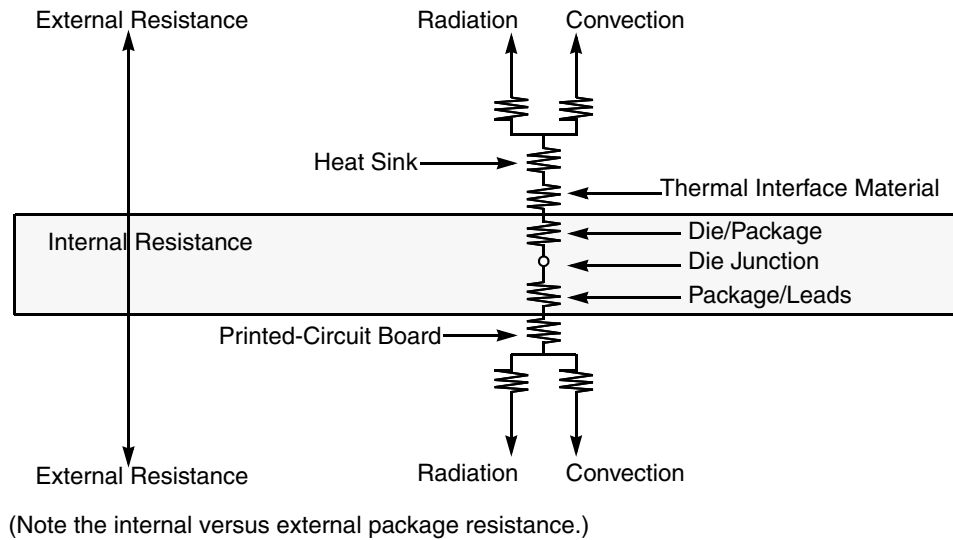 External Resistance
Radiation
Convection
Heat Sink
Thermal Interface Material
Internal Resistance
Die/Package
Die Junction
Package/Leads
Printed-Circuit Board
External Resistance
Radiation
Convection
(Note the internal versus external package resistance.)